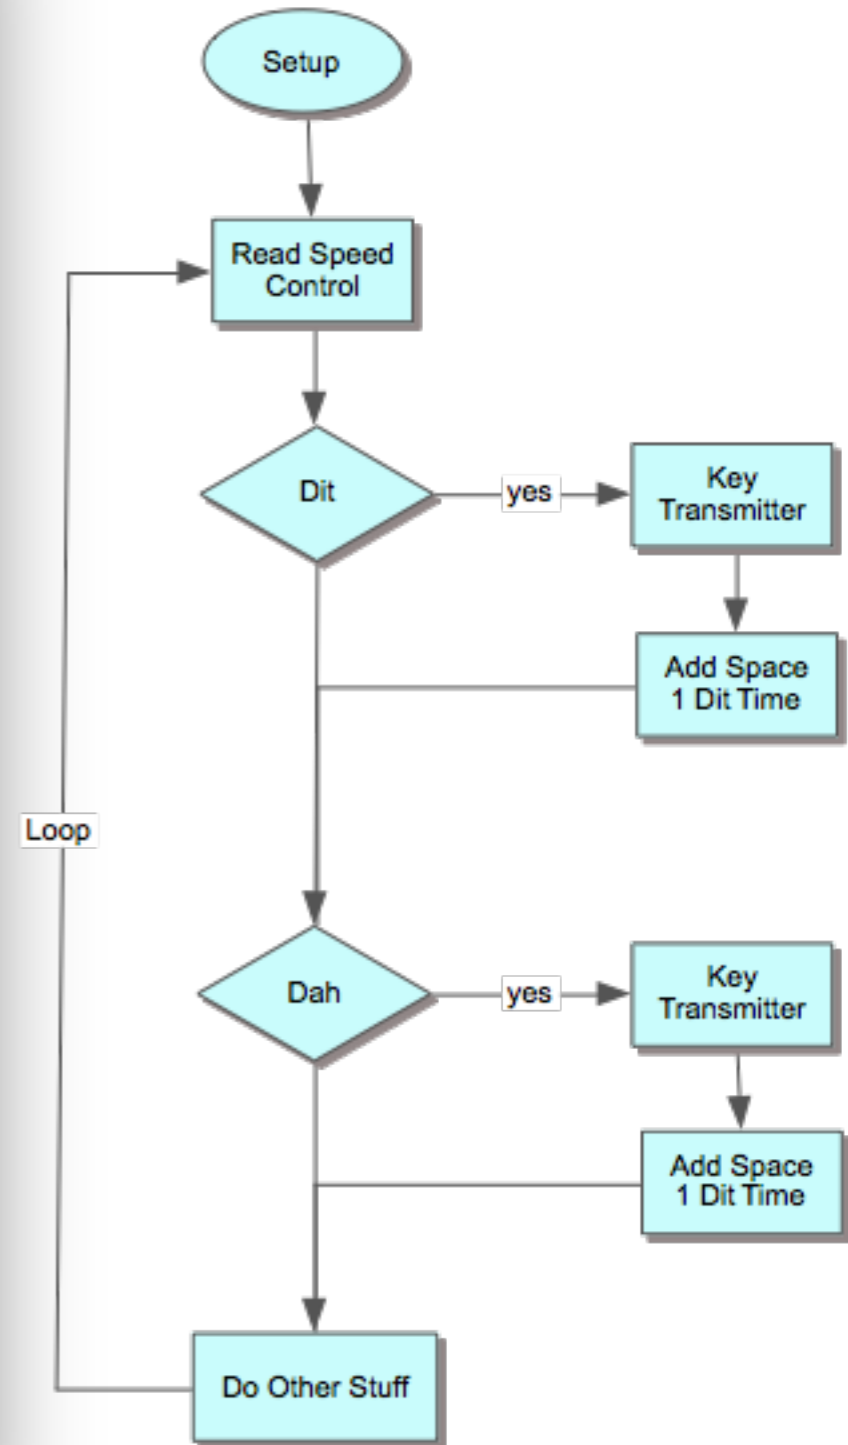 Setup
Read Speed
Control
Dit
yes
Key
Transmitter
Add Space
1 Dit Time
Loop
Dah
yes
Key
Transmitter
Add Space
1 Dit Time
Do Other Stuff